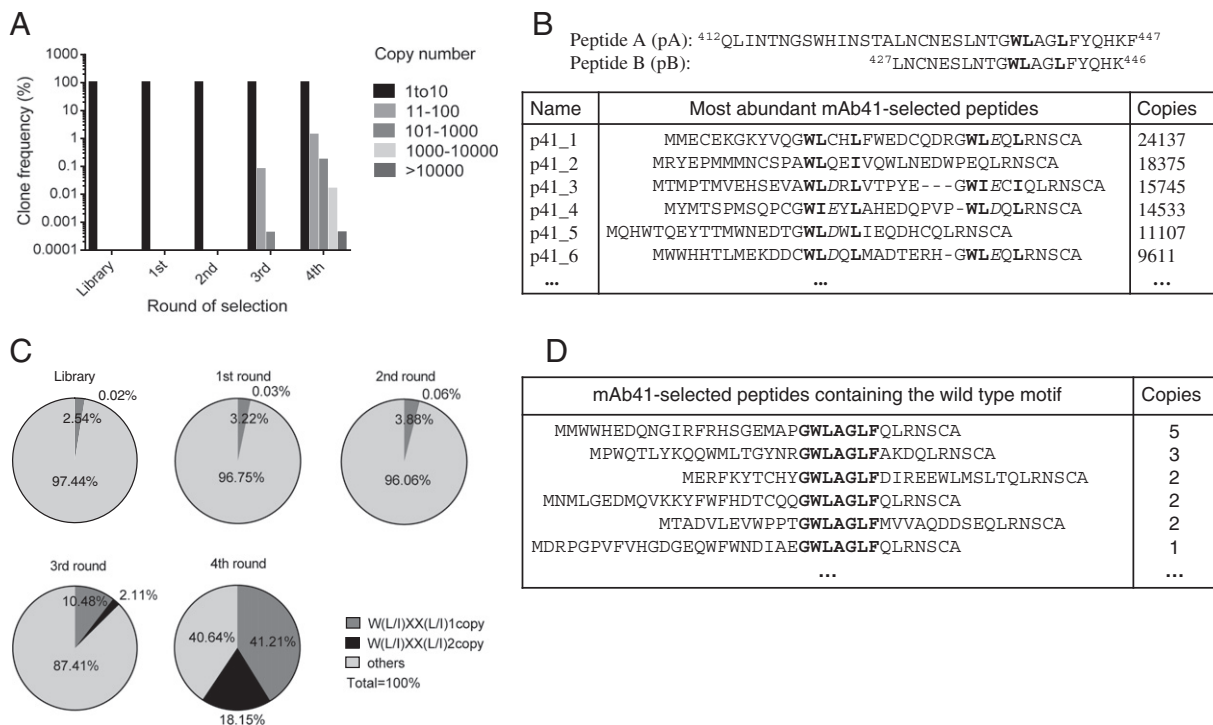 A
Clone frequency (%)
1000
100
10
1
0.1
0.01
0.001
0.0001
Library
1st
2nd
3rd
4th
Round of selection
Copy number
1to10
11-100
101-1000
1000-10000
>10000
B
Peptide A (pA): 412QLINTNGSWHINSTALNCNESLNTGWLAGLFYQHKF447
Peptide B (pB): 427LNCNESLNTGWLAGLFYQHK446
Name Most abundant mAb41-selected peptides Copies
p41_1 MMECEKGKYVQGWLCHLFWEDCQDRGWLEQLRNSCA 24137
p41_2 MRYEPMMMNCSPAWLQEIVQWLNEDWPEQLRNSCA 18375
p41_3 MTMPTMVEHSEVAWLDRLVTPYE---GWIECIQLRNSCA 15745
p41_4 MYMTSPMSQPCGWIEYLAHEDQPVP-WLDQLRNSCA 14533
p41_5 MQHWTQEYTTMWNEDTGWLDWLIEQDHCQLRNSCA 11107
p41_6 MWWHHTLMEKDDCWLDQLMADTERH-GWLEQLRNSCA 9611
... ... ...
C
Library
0.02%
2.54%
97.44%
1st round
0.03%
3.22%
96.75%
2nd round
0.06%
3.88%
96.06%
3rd round
10.48%
2.11%
87.41%
4th round
40.64%
41.21%
18.15%
W(L/I)XX(L/I)1copy
W(L/I)XX(L/I)2copy
others
Total=100%
D
mAb41-selected peptides containing the wild type motif Copies
MMWWHEDQNGIRFRHSGEMAPGWLAGLFQLRNSCA 5
MPWQTLYKQQWMLTGYNRGWLAGLFAKDQLRNSCA 3
MERFKYTCHYGWLAGLFDIREEWLMSLTQLRNSCA 2
MNMLGEDMQVKKYFWFHDTCQQGWLAGLFQLRNSCA 2
MTADVLEVWPPTGWLAGLFMVVAQDDSEQLRNSCA 2
MDRPGPVFVHGDGEQWFWNDIAEGWLAGLFQLRNSCA 1
... ...